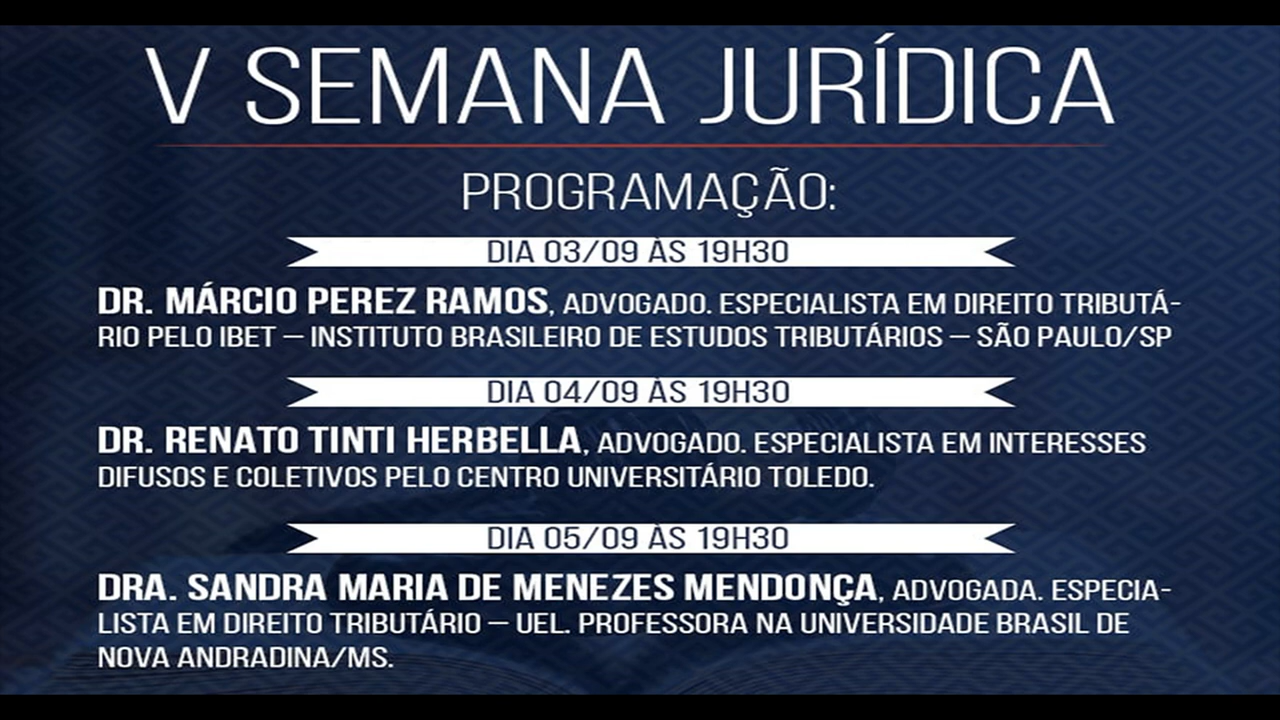 V SEMANA JURÍDICA
PROGRAMAÇÃO:
DIA 03/09 ÀS 19H30
DR. MÁRCIO PEREZ RAMOS, ADVOGADO. ESPECIALISTA EM DIREITO TRIBUTÁ-
RIO PELO IBET – INSTITUTO BRASILEIRO DE ESTUDOS TRIBUTÁRIOS – SÃO PAULO/SP
DIA 04/09 ÀS 19H30
DR. RENATO TINTI HERBELLA, ADVOGADO. ESPECIALISTA EM INTERESSES
DIFUSOS E COLETIVOS PELO CENTRO UNIVERSITÁRIO TOLEDO.
DIA 05/09 ÀS 19H30
DRA. SANDRA MARIA DE MENEZES MENDONÇA, ADVOGADA. ESPECIA-
LISTA EM DIREITO TRIBUTÁRIO – UEL. PROFESSORA NA UNIVERSIDADE BRASIL DE
NOVA ANDRADINA/MS.